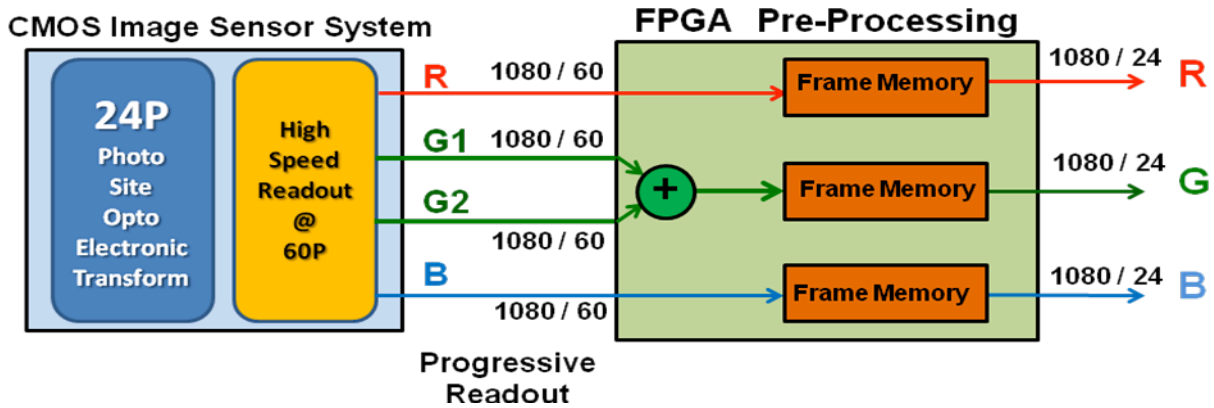 CMOS Image Sensor System
FPGA Pre-Processing
24P
Photo
Site
Opto
Electronic
Transform
High
Speed
Readout
@
60P
R
1080 / 60
G1
1080 / 60
G2
1080 / 60
B
1080 / 60
Progressive
Readout
+
Frame Memory
Frame Memory
Frame Memory
1080 / 24
R
1080 / 24
G
1080 / 24
B